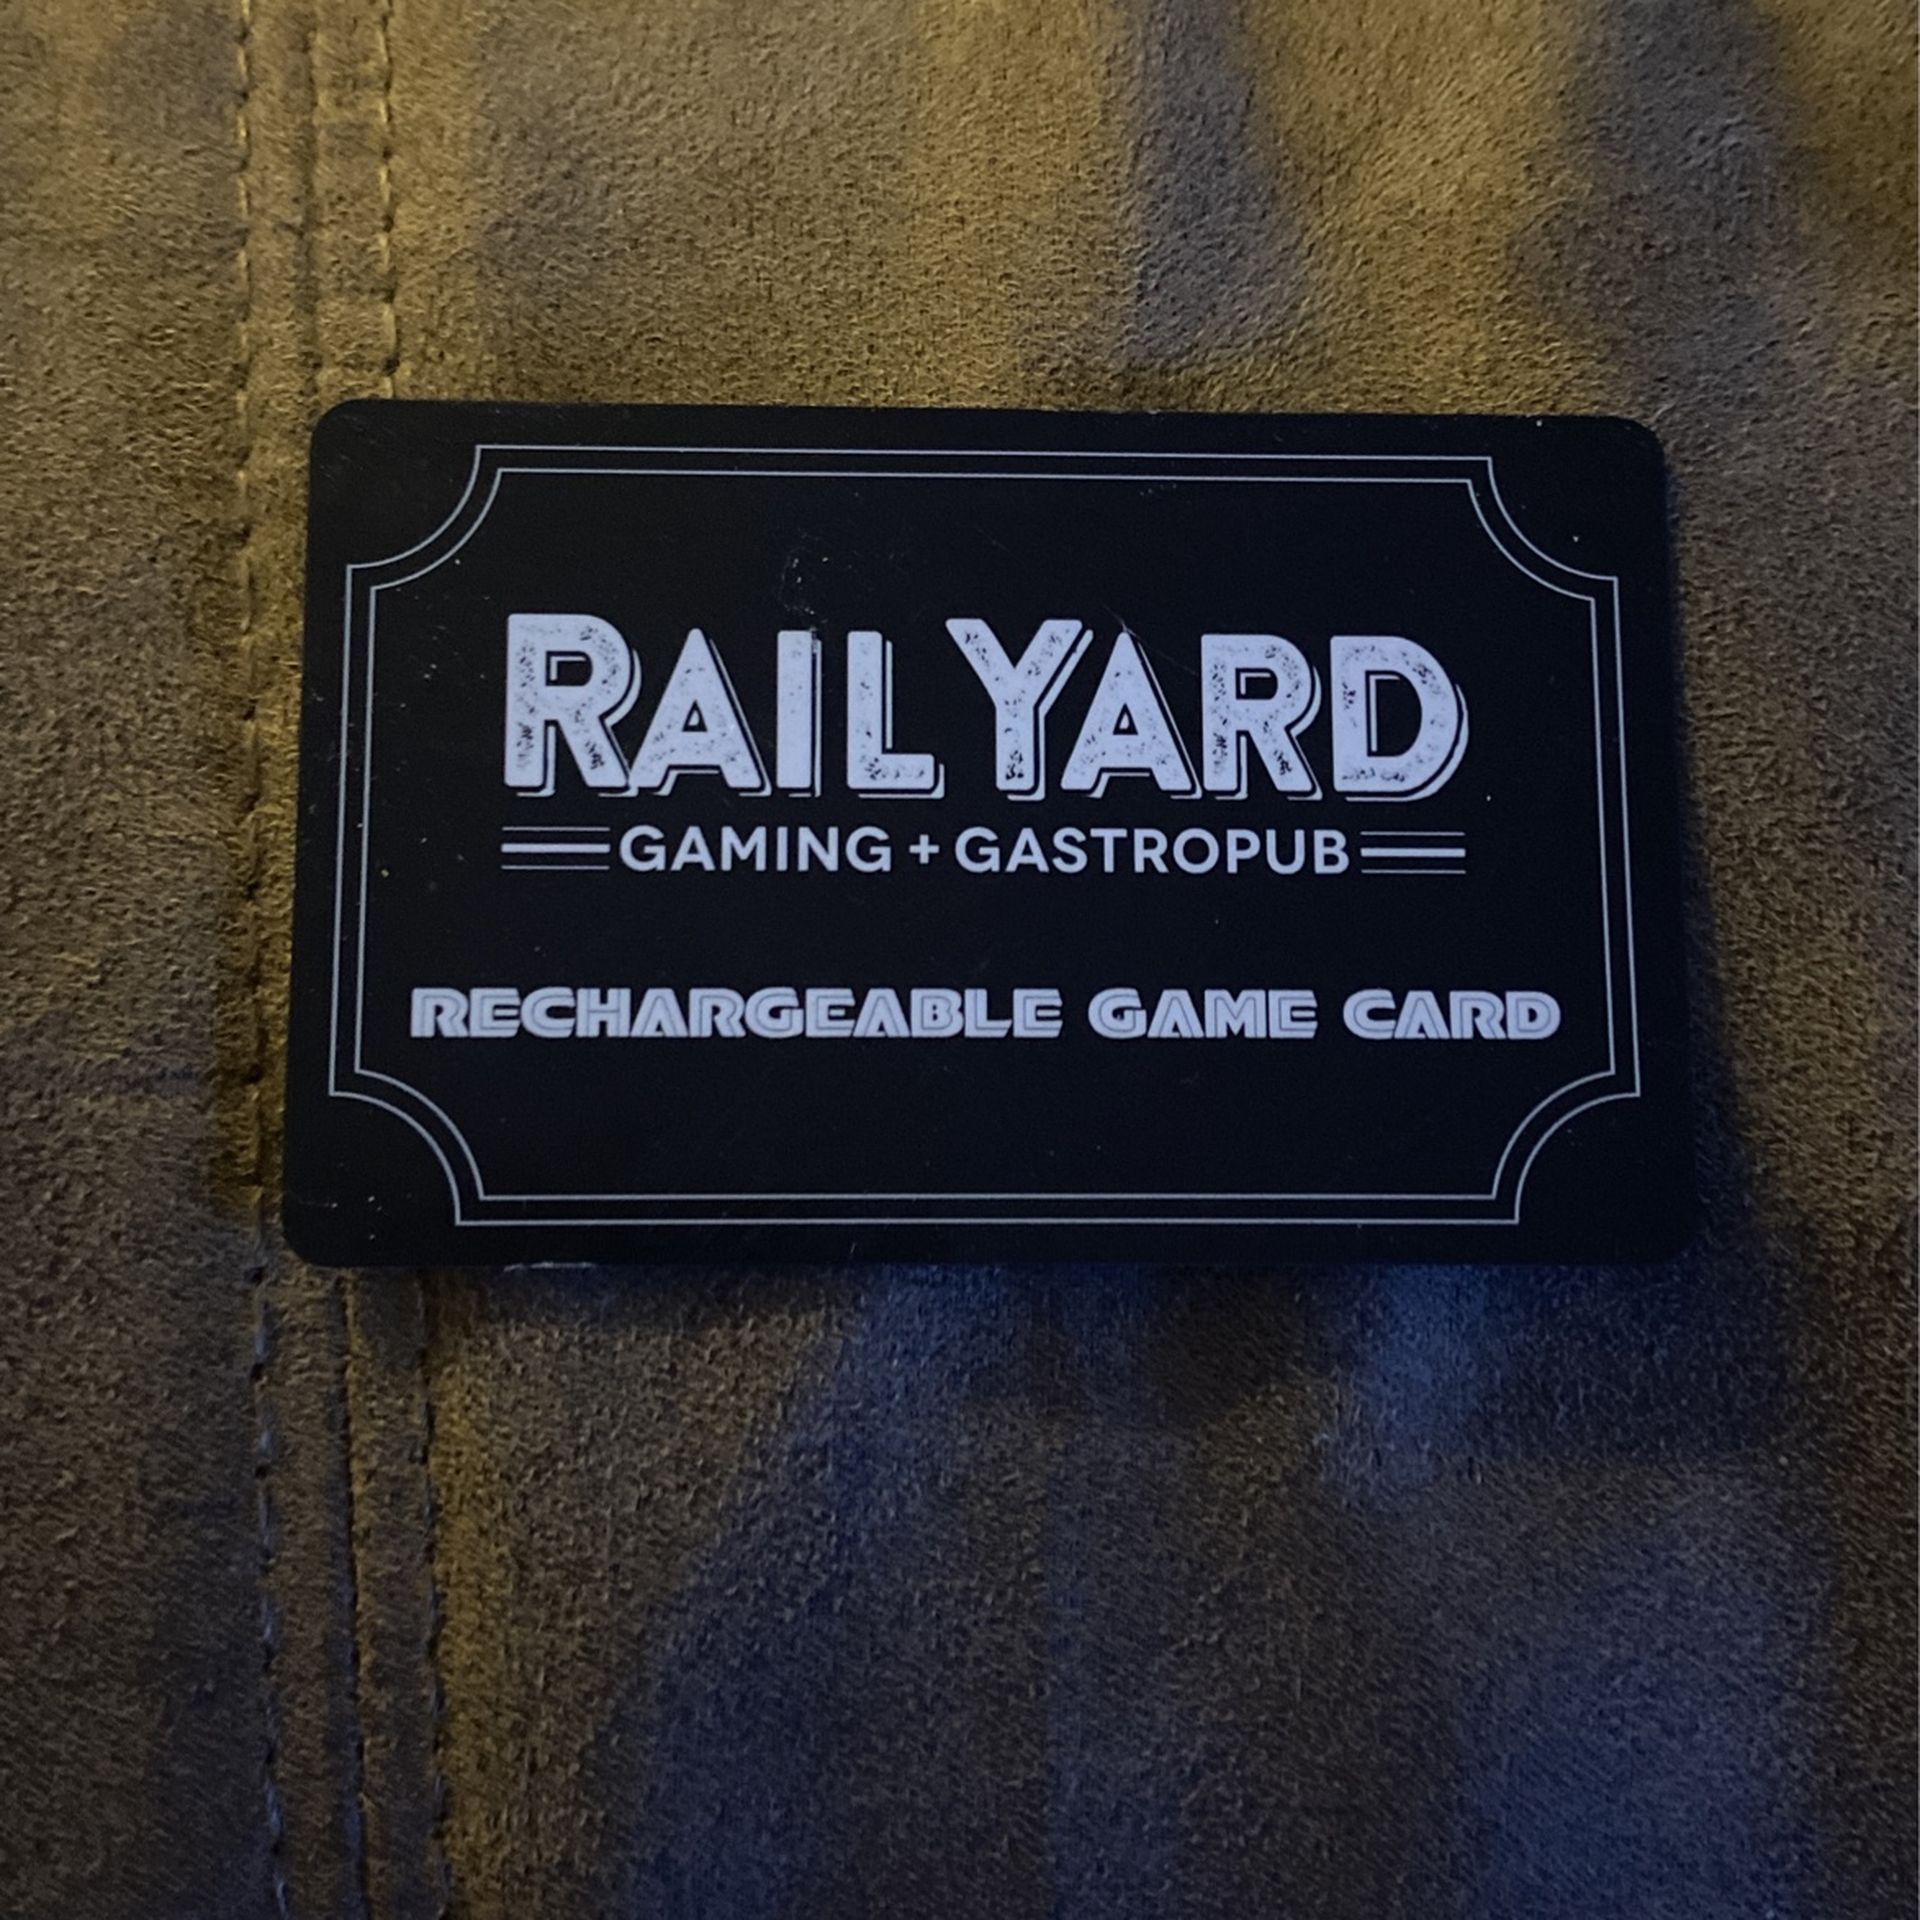 RAILYARD
GAMING + GASTROPUB
RECHARGEABLE GAME CARD